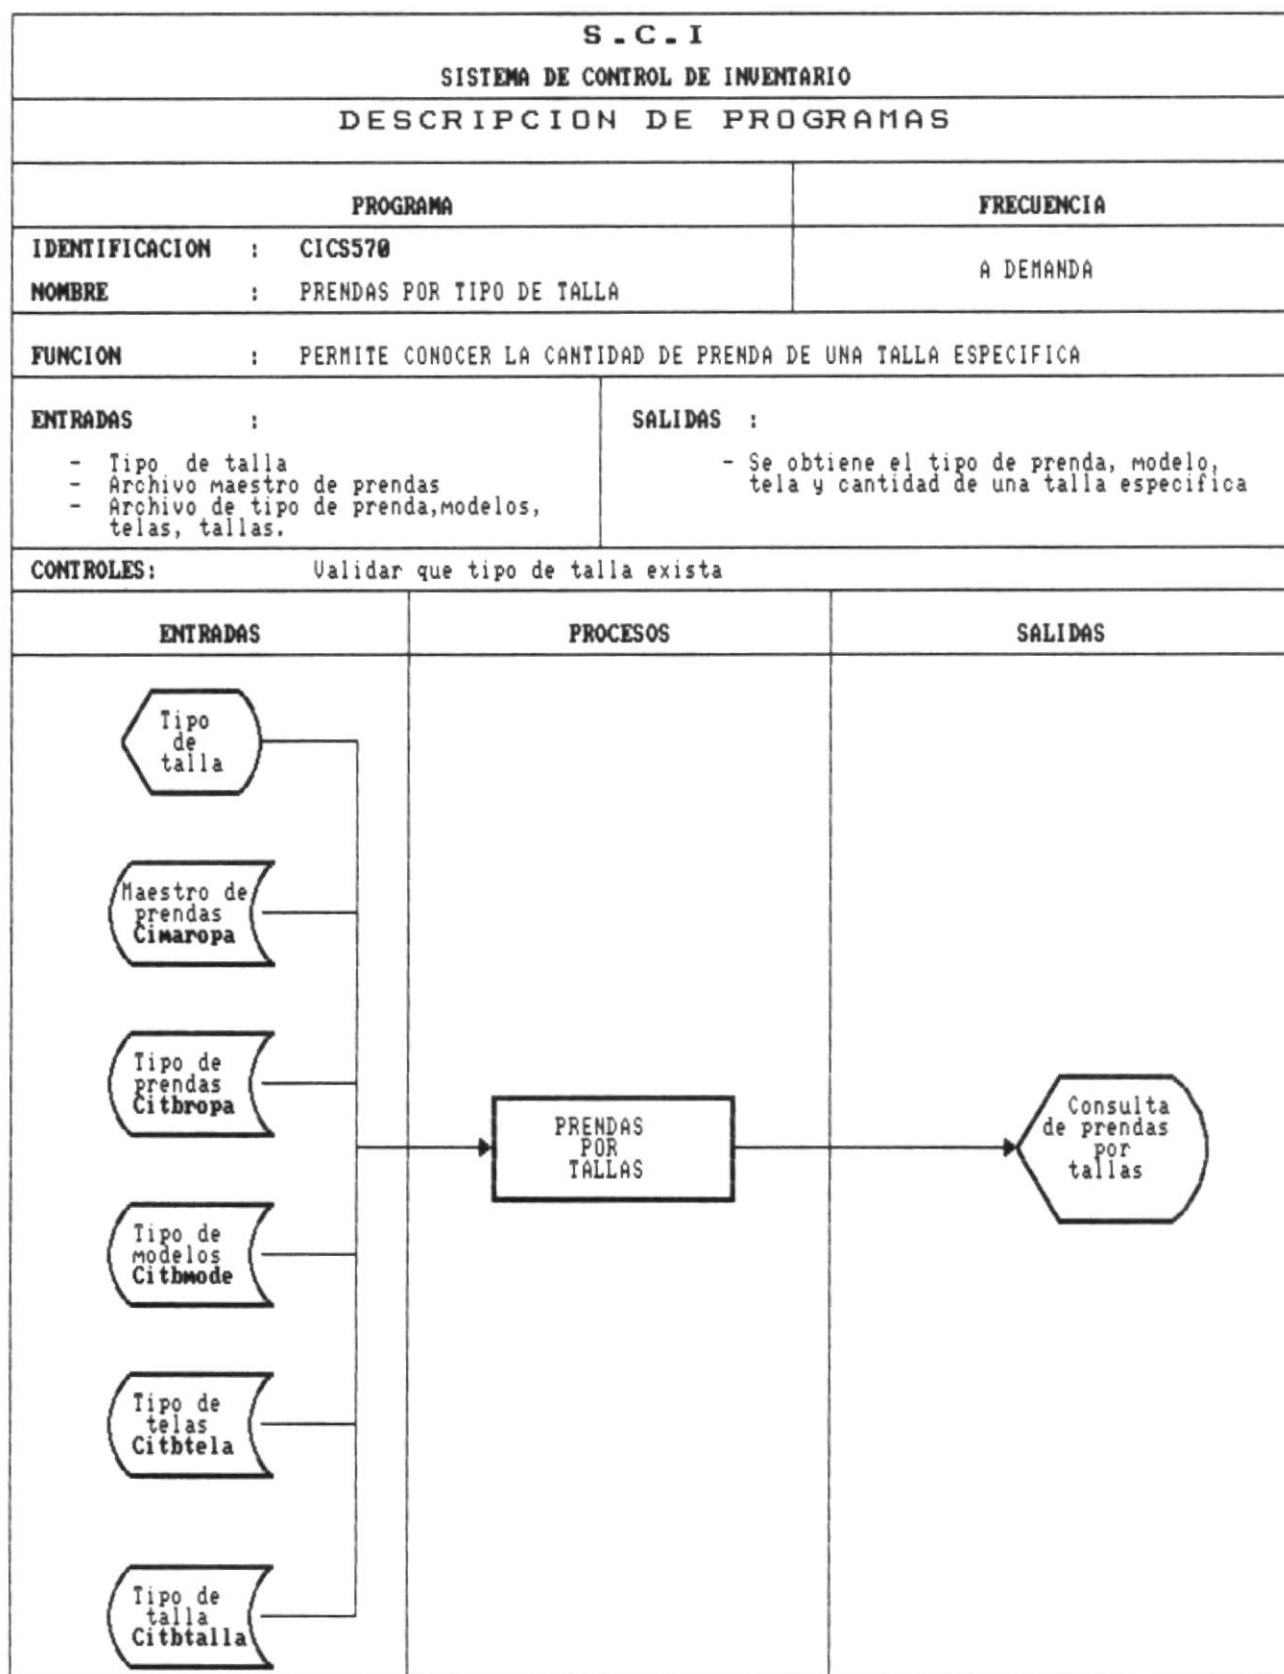 S.C.I
SISTEMA DE CONTROL DE INVENTARIO
DESCRIPCION DE PROGRAMAS
PROGRAMA
FRECUENCIA
IDENTIFICACION : CICS570
NOMBRE : PRENDAS POR TIPO DE TALLA
A DEMANDA
FUNCION : PERMITE CONOCER LA CANTIDAD DE PRENDA DE UNA TALLA ESPECIFICA
ENTRADAS :
- Tipo de talla
- Archivo maestro de prendas
- Archivo de tipo de prenda,modelos,
telas, tallas.
SALIDAS :
- Se obtiene el tipo de prenda, modelo,
tela y cantidad de una talla especifica
CONTROLES: Validar que tipo de talla exista
ENTRADAS
PROCESOS
SALIDAS
Tipo
de
talla
Maestro de
prendas
Cimaropa
Tipo de
prendas
Citbropa
Tipo de
modelos
Citbmode
Tipo de
telas
Citbtela
Tipo de
talla
Citbtalla
PRENDAS
POR
TALLAS
Consulta
de prendas
por
tallas